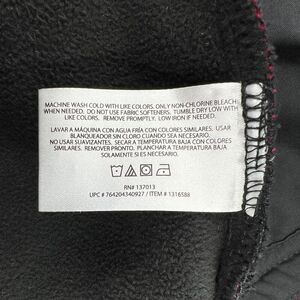 MACHINE WASH COLD WITH LIKE COLORS. ONLY NON-CHLORINE BLEACH
WHEN NEEDED. DO NOT USE FABRIC SOFTENERS. TUMBLE DRY LOW WITH
LIKE COLORS. REMOVE PROMPTLY. LOW IRON IF NEEDED.
LAVAR A MÁQUINA CON AGUA FRÍA CON COLORES SIMILARES. USAR
BLANQUEADOR SIN CLORO CUANDO SEA NECESARIO.
NO USAR SUAVIZANTES. SECAR A TEMPERATURA BAJA CON COLORES
SIMILARES. REMOVER PRONTO. PLANCHAR A TEMPERATURA BAJA
SOLAMENTE SI ES NECESARIO.
RN# 137013
UPC # 764204340927 / ITEM # 1316588